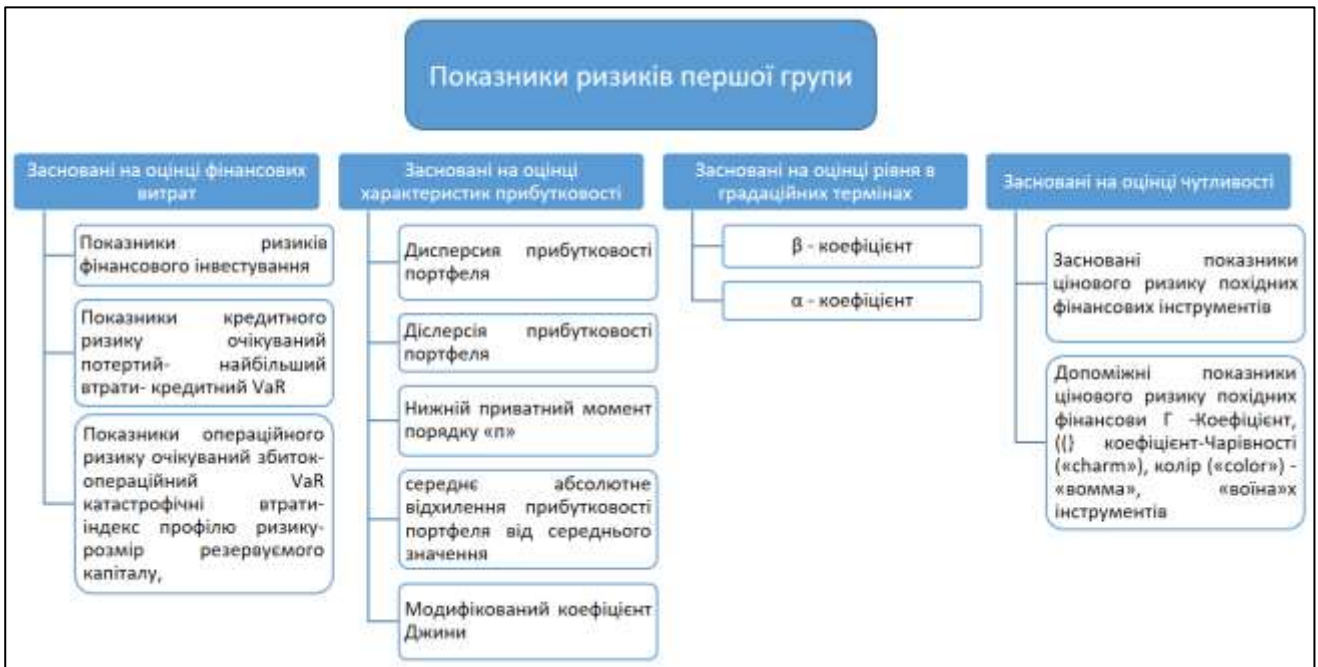 Показники ризиків першої групи
Засновані на оцінці фінансових
витрат
Показники ризиків
фінансового інвестування
Показники кредитного
ризику очікуваний
потертий- найбільший
втрати- кредитний VaR
Показники операційного
ризику очікуваний збиток-
операційний VaR
катастрофічні втрати-
індекс профілю ризику-
розмір резервуємого
капіталу,
Засновані на оцінці
характеристик прибутковості
Дисперсия прибутковості
портфеля
Діслерсія прибутковості
портфеля
Нижній приватний момент
порядку «п»
середнє абсолютне
відхилення прибутковості
портфеля від середнього
значення
Модифікований коефіцієнт
Джини
Засновані на оцінці рівня в
градаційних термінах
β - коефіцієнт
α - коефіцієнт
Засновані на оцінці чутливості
Засновані показники
цінового ризику похідних
фінансових інструментів
Допоміжні показники
цінового ризику похідних
фінансови Г -Коефіцієнт,
({} коефіцієнт-Чарівності
(«charm»), колір («color») -
«вомма», «воїна»х
інструментів